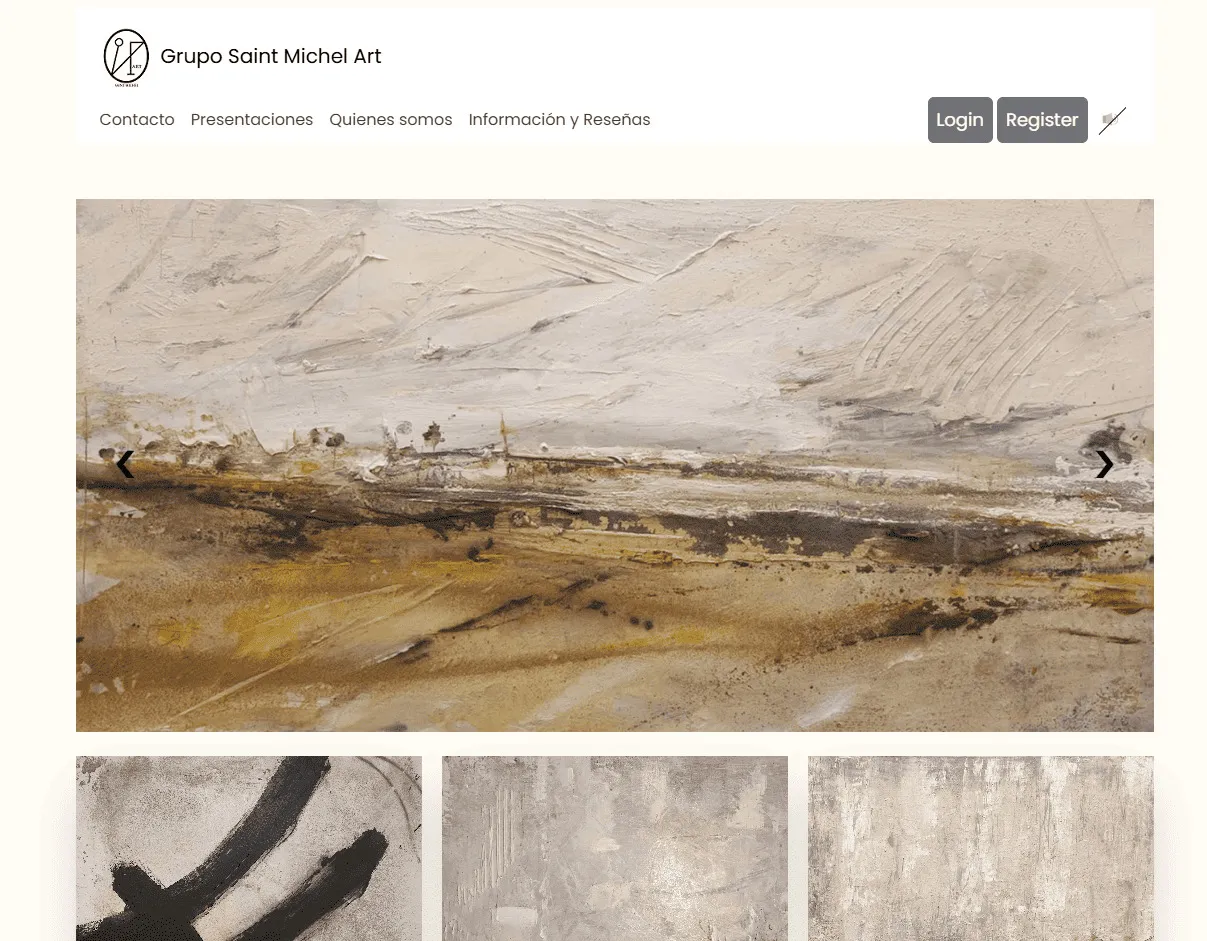 Grupo Saint Michel Art
ART
SAINT MICHEL
Contacto Presentaciones Quienes somos Información y Reseñas Login Register